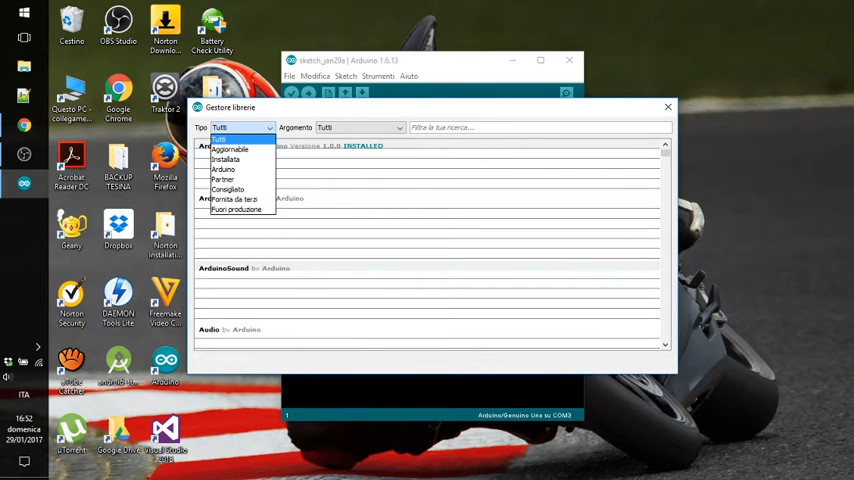 Cestino
OBS Studio
Norton
Downlo...
Battery
Check Utility
Questo PC -
collegame...
Google
Chrome
Traktor 2
Acrobat
Reader DC
BACKUP
TESINA
Mozilla
Firefox
Geany
Dropbox
Norton
Installati...
Norton
Security
DAEMON
Tools Lite
Freemake
Video C...
Arduino
µTorrent
Google Drive
Visual Studio
ITA
16:52
domenica
29/01/2017
sketch_jan29a | Arduino 1.6.13
File Modifica Sketch Strumenti Aiuto
Gestore librerie
Tipo Tutti Argomento Tutti Filtra la tua ricerca...
Tutti
Aggiornabile
Installata
Arduino
Partner
Consigliato
Fornita da terzi
Fuori produzione
Versione 1.0.0 INSTALLED
Arduino
ArduinoSound by Arduino
Audio by Arduino
1 Arduino/Genuino Uno su COM3